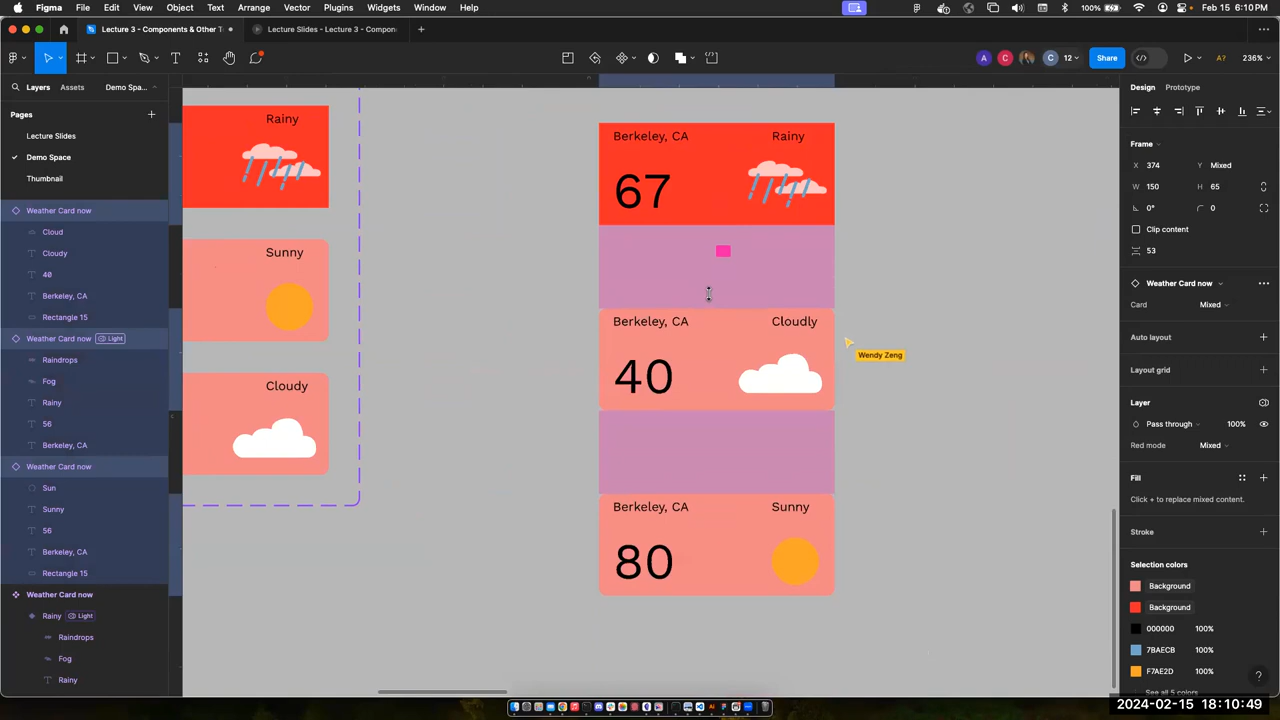 Figma File Edit View Object Text Arrange Vector Plugins Widgets Window Help 100% Feb 15 6:10 PM
Lecture 3 - Components & Other T Lecture Slides - Lecture 3 - Compon
A C C 12 Share A? 236%
Layers Assets Demo Spa... Design Prototype
Pages
Lecture Slides
Demo Space
Thumbnail
Weather Card now
Cloud
Cloudy
40
Berkeley, CA
Rectangle 15
Weather Card now Light
Raindrops
Fog
Rainy
56
Berkeley, CA
Weather Card now
Sun
Sunny
56
Berkeley, CA
Rectangle 15
Weather Card now
Rainy Light
Raindrops
Fog
Rainy
Rainy
Sunny
Cloudy
Berkeley, CA Rainy
67
Berkeley, CA Cloudly
40
Berkeley, CA Sunny
80
Wendy Zeng
Frame
X 374 Y Mixed
W 150 H 65
0° 0
Clip content
53
Weather Card now
Card Mixed
Auto layout
Layout grid
Layer
Pass through 100%
Red mode Mixed
Fill
Click + to replace mixed content.
Stroke
Selection colors
Background
Background
000000 100%
7BAECB 100%
F7AE2D 100%
See all 5 colors
?
2024-02-15 18:10:49